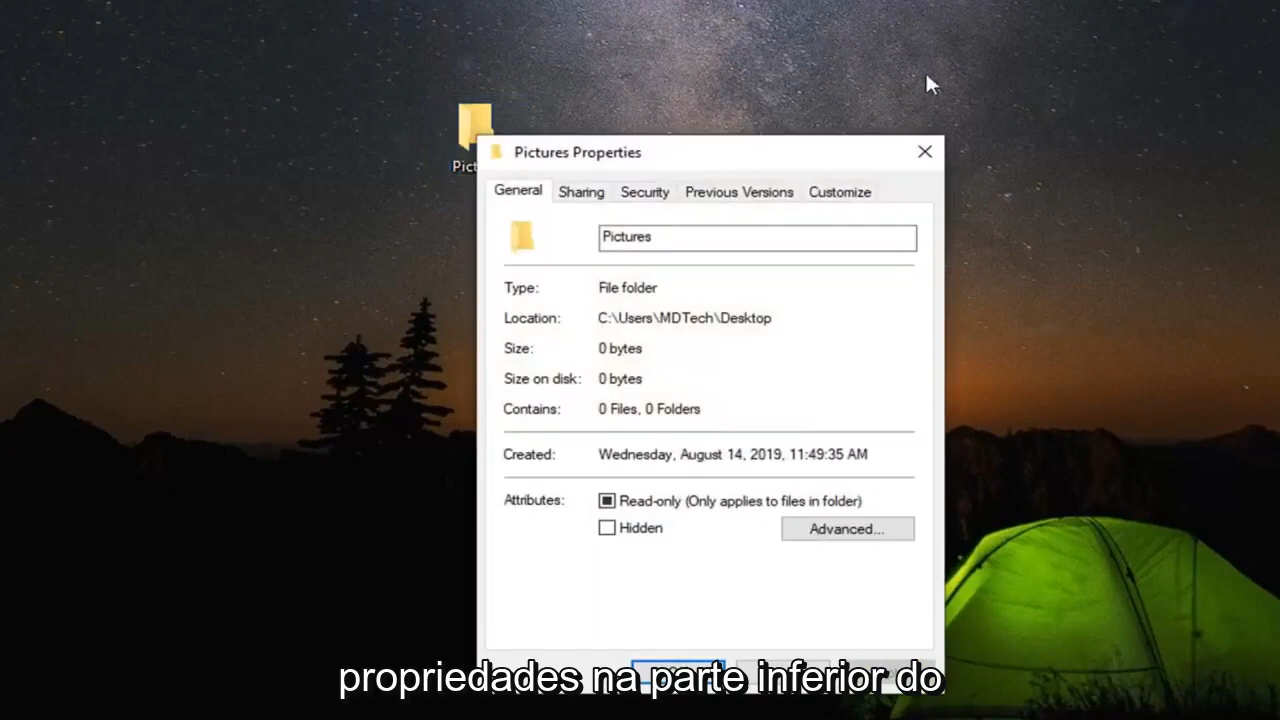 Pictures Properties
General Sharing Security Previous Versions Customize
Pictures
Type: File folder
Location: C:\Users\MDTech\Desktop
Size: 0 bytes
Size on disk: 0 bytes
Contains: 0 Files, 0 Folders
Created: Wednesday, August 14, 2019, 11:49:35 AM
Attributes: Read-only (Only applies to files in folder)
Hidden Advanced...
propriedades na parte inferior do